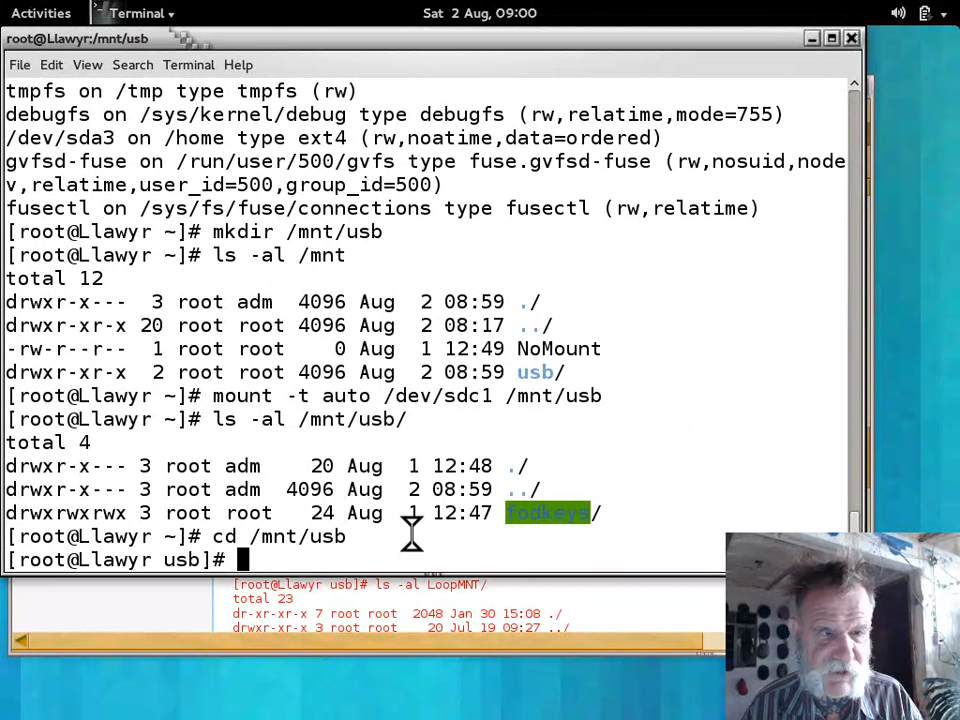 Activities Terminal Sat 2 Aug, 09:00
root@Llawyr:/mnt/usb
File Edit View Search Terminal Help
tmpfs on /tmp type tmpfs (rw)
debugfs on /sys/kernel/debug type debugfs (rw,relatime,mode=755)
/dev/sda3 on /home type ext4 (rw,noatime,data=ordered)
gvfsd-fuse on /run/user/500/gvfs type fuse.gvfsd-fuse (rw,nosuid,node
v,relatime,user_id=500,group_id=500)
fusectl on /sys/fs/fuse/connections type fusectl (rw,relatime)
[root@Llawyr ~]# mkdir /mnt/usb
[root@Llawyr ~]# ls -al /mnt
total 12
drwxr-x--- 3 root adm 4096 Aug 2 08:59 ./
drwxr-xr-x 20 root root 4096 Aug 2 08:17 ../
-rw-r--r-- 1 root root 0 Aug 1 12:49 NoMount
drwxr-xr-x 2 root root 4096 Aug 2 08:59 usb/
[root@Llawyr ~]# mount -t auto /dev/sdc1 /mnt/usb
[root@Llawyr ~]# ls -al /mnt/usb/
total 4
drwxr-x--- 3 root adm 20 Aug 1 12:48 ./
drwxr-x--- 3 root adm 4096 Aug 2 08:59 ../
drwxrwxrwx 3 root root 24 Aug 1 12:47 fodkeys/
[root@Llawyr ~]# cd /mnt/usb
[root@Llawyr usb]#
[root@Llawyr usb]# ls -al LoopMNT/
total 23
dr-xr-xr-x 7 root root 2048 Jan 30 15:08 ./
drwxr-xr-x 3 root root 20 Jul 19 09:27 ../